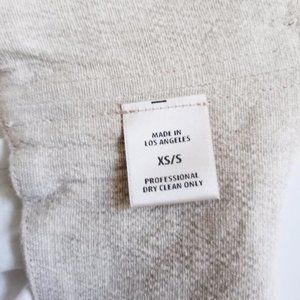 MADE IN
LOS ANGELES
XS/S
PROFESSIONAL
DRY CLEAN ONLY